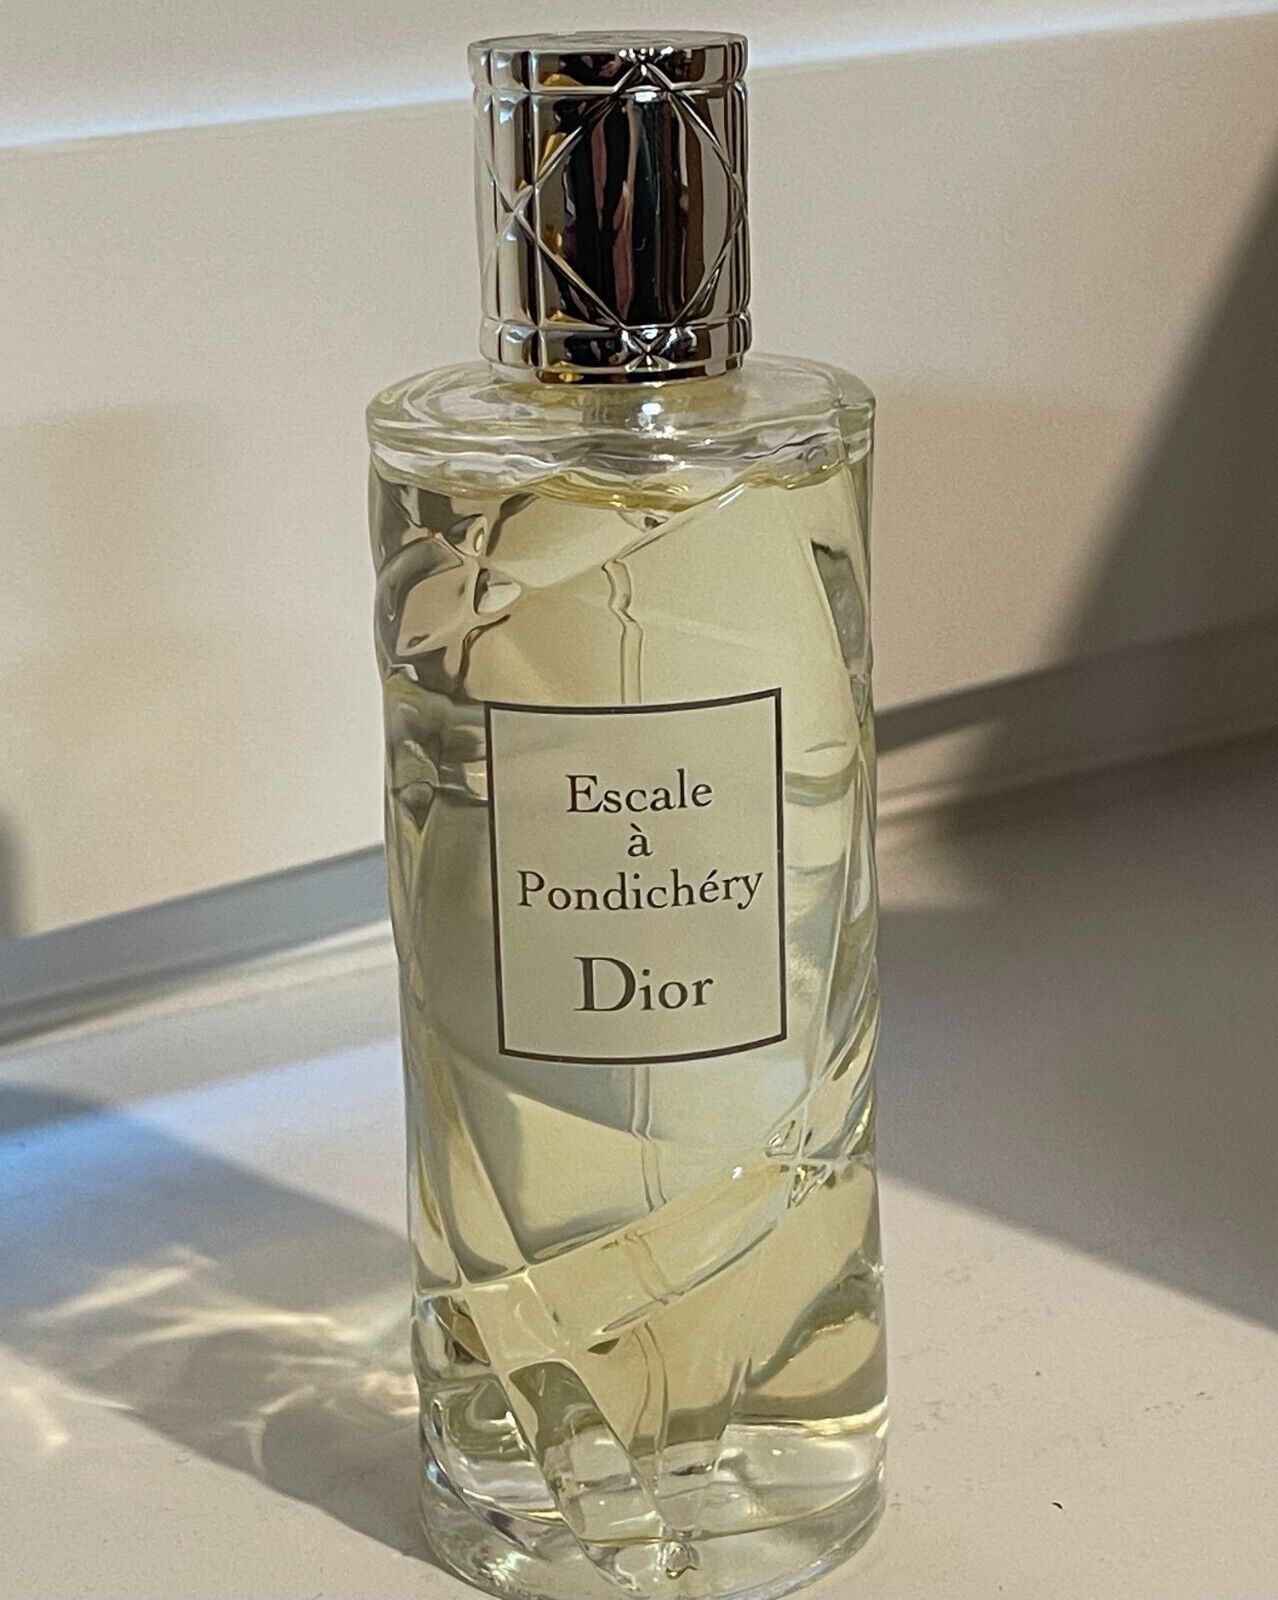 Escale
à
Pondichéry
Dior